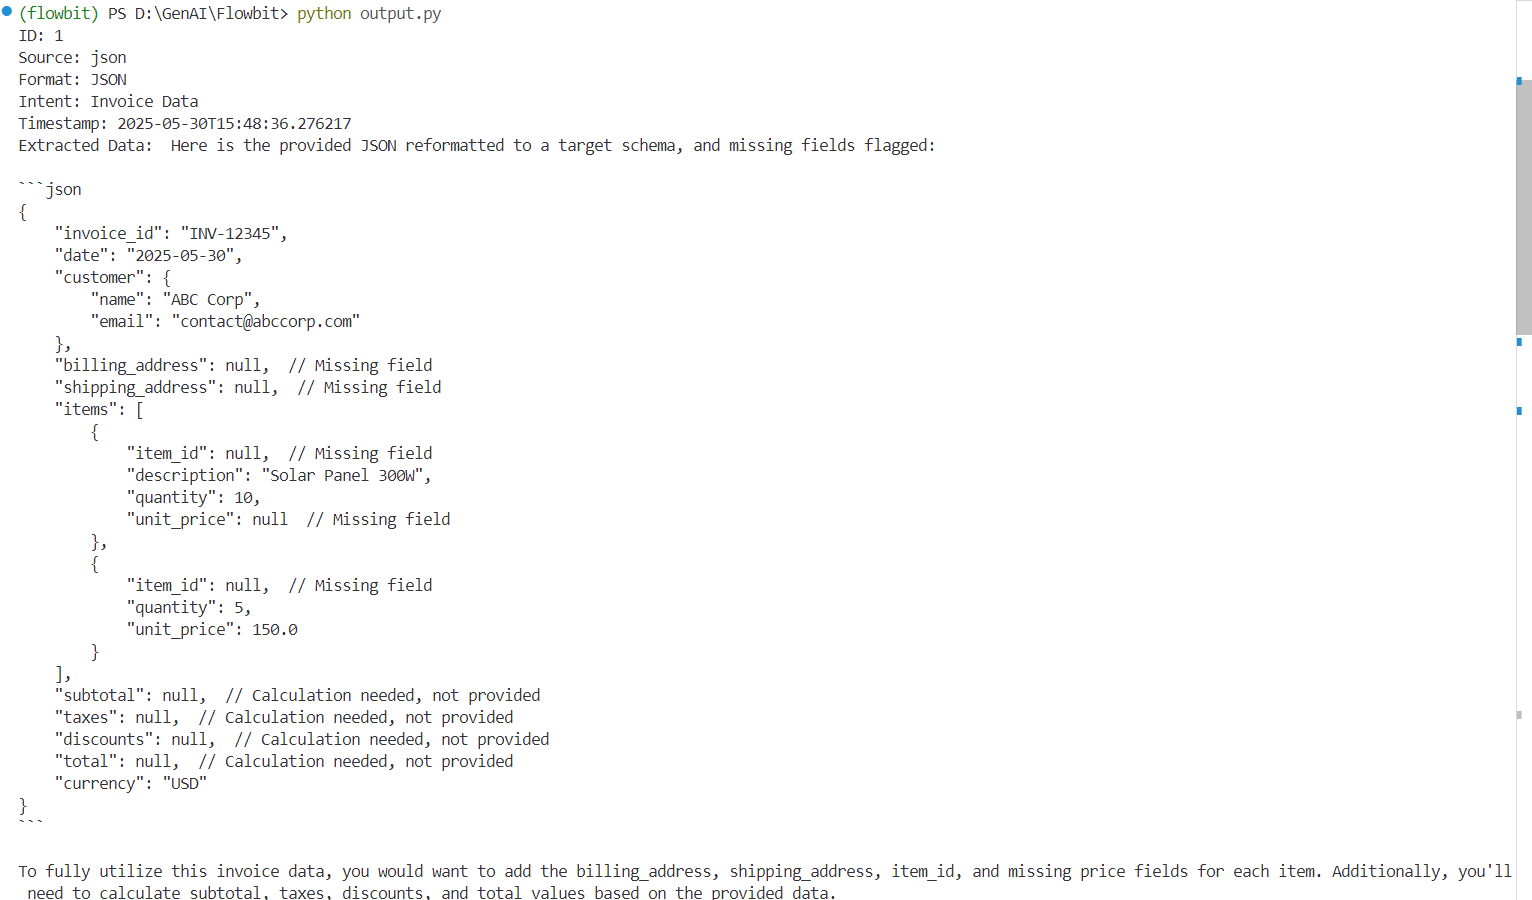 (flowbit) PS D:\GenAI\Flowbit> python output.py
ID: 1
Source: json
Format: JSON
Intent: Invoice Data
Timestamp: 2025-05-30T15:48:36.276217
Extracted Data:  Here is the provided JSON reformatted to a target schema, and missing fields flagged:

```json
{
    "invoice_id": "INV-12345",
    "date": "2025-05-30",
    "customer": {
        "name": "ABC Corp",
        "email": "contact@abccorp.com"
    },
    "billing_address": null,  // Missing field
    "shipping_address": null,  // Missing field
    "items": [
        {
            "item_id": null,  // Missing field
            "description": "Solar Panel 300W",
            "quantity": 10,
            "unit_price": null  // Missing field
        },
        {
            "item_id": null,  // Missing field
            "quantity": 5,
            "unit_price": 150.0
        }
    ],
    "subtotal": null,  // Calculation needed, not provided
    "taxes": null,  // Calculation needed, not provided
    "discounts": null,  // Calculation needed, not provided
    "total": null,  // Calculation needed, not provided
    "currency": "USD"
}
```

To fully utilize this invoice data, you would want to add the billing_address, shipping_address, item_id, and missing price fields for each item. Additionally, you'll
 need to calculate subtotal, taxes, discounts, and total values based on the provided data.